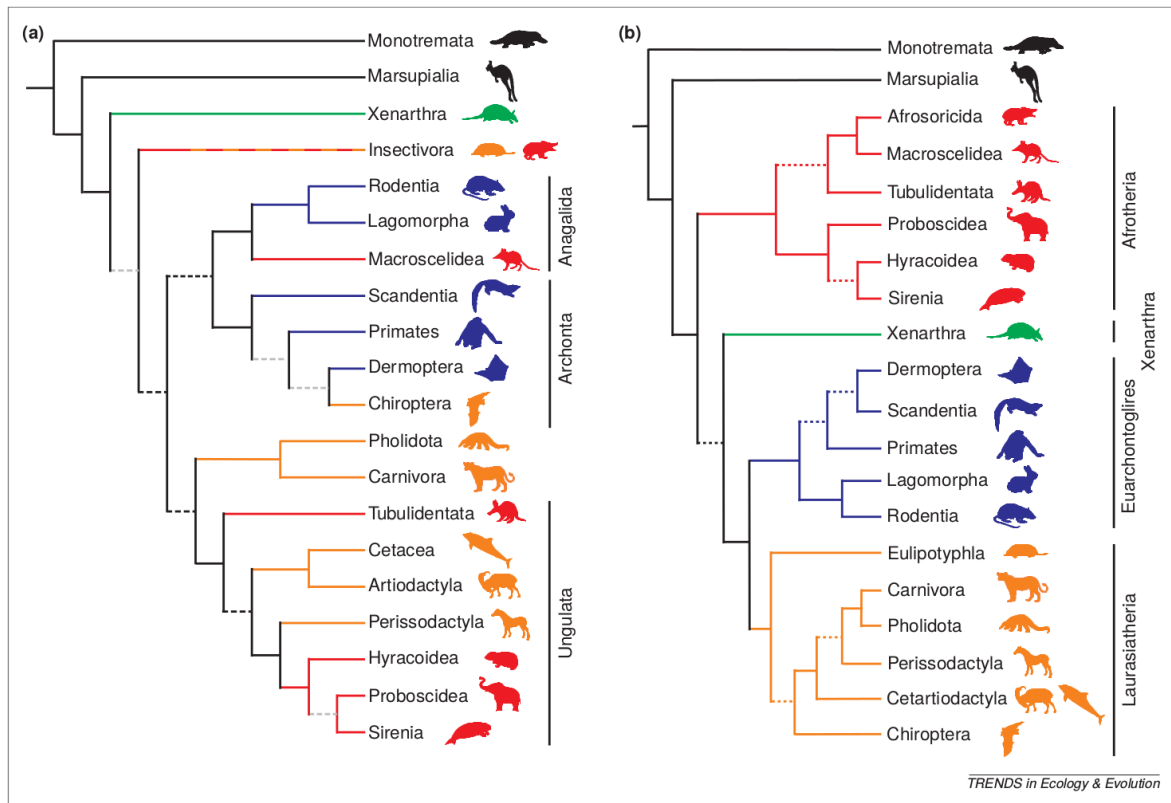 (a)
Monotremata
Marsupialia
Xenarthra
Insectivora
Rodentia
Lagomorpha
Macroscelidea
Scandentia
Primates
Dermoptera
Chiroptera
Pholidota
Carnivora
Tubulidentata
Cetacea
Artiodactyla
Perissodactyla
Hyracoidea
Proboscidea
Sirenia
Anagalida
Archonta
Ungulata
(b)
Monotremata
Marsupialia
Afrosoricida
Macroscelidea
Tubulidentata
Proboscidea
Hyracoidea
Sirenia
Xenarthra
Dermoptera
Scandentia
Primates
Lagomorpha
Rodentia
Eulipotyphla
Carnivora
Pholidota
Perissodactyla
Cetartiodactyla
Chiroptera
Afrotheria
Xenarthra
Euarchontoglires
Laurasiatheria
TRENDS in Ecology & Evolution